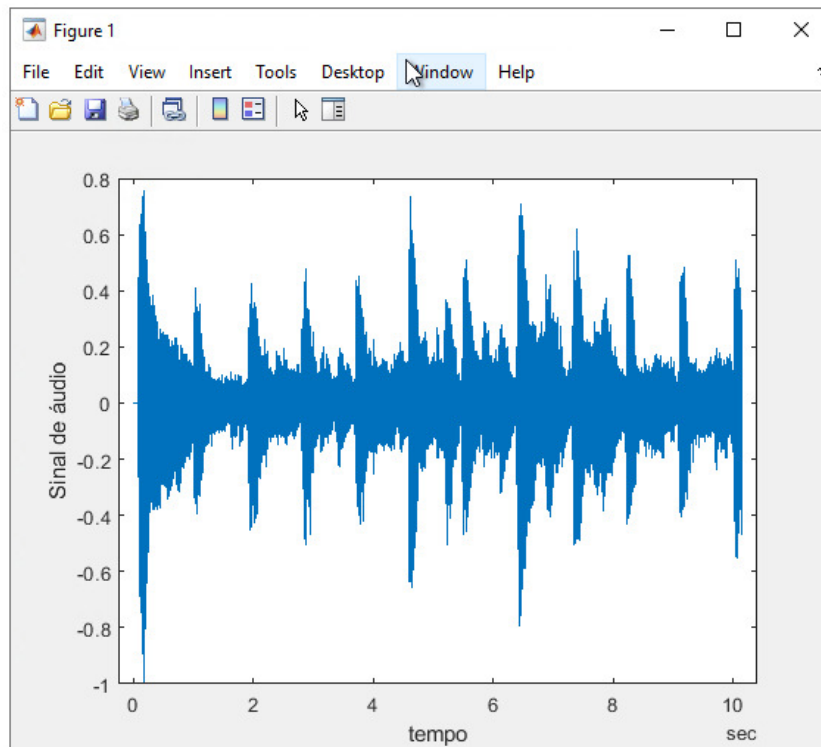 Figure 1
File Edit View Insert Tools Desktop Window Help
0.8
0.6
0.4
0.2
0
-0.2
-0.4
-0.6
-0.8
-1
Sinal de áudio
0 2 4 6 8 10
tempo
sec